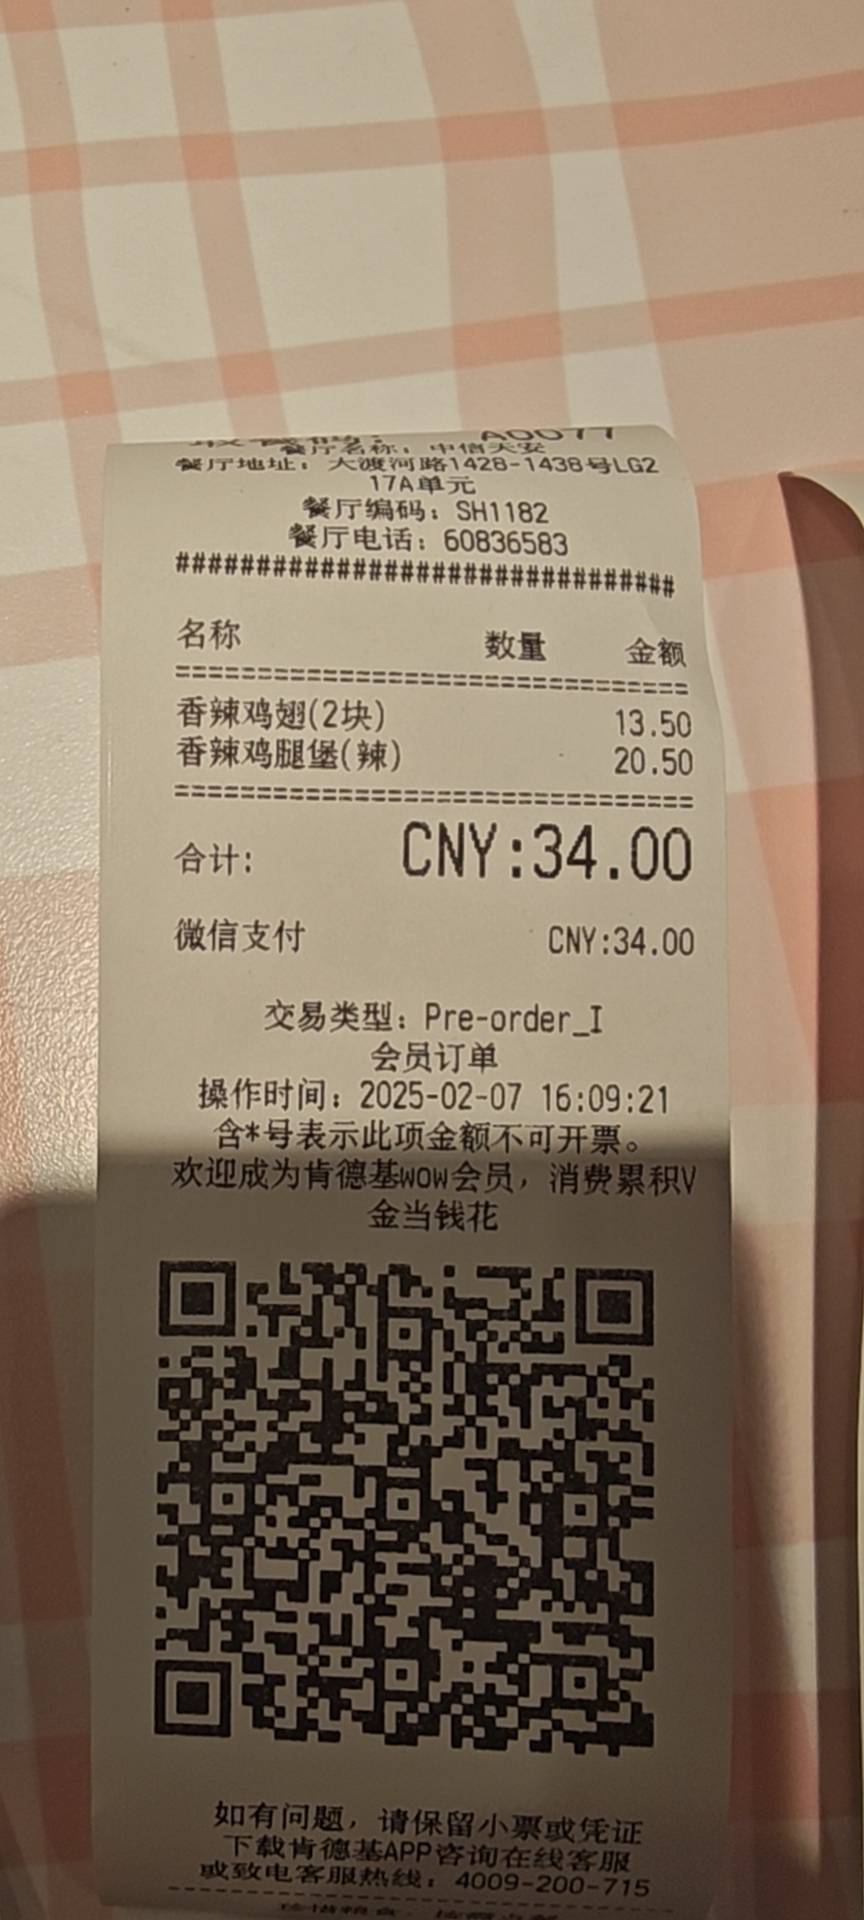 取餐码： A0077
餐厅名称：中信天安
餐厅地址：大渡河路1428-1438号LG2
17A单元
餐厅编码：SH1182
餐厅电话：60836583
###############################
名称 数量 金额
================================
香辣鸡翅(2块) 13.50
香辣鸡腿堡(辣) 20.50
================================
合计: CNY:34.00
微信支付 CNY:34.00
交易类型：Pre-order_I
会员订单
操作时间：2025-02-07 16:09:21
含*号表示此项金额不可开票。
欢迎成为肯德基wow会员，消费累积V
金当钱花
如有问题，请保留小票或凭证
下载肯德基APP咨询在线客服
或致电客服热线：4009-200-715